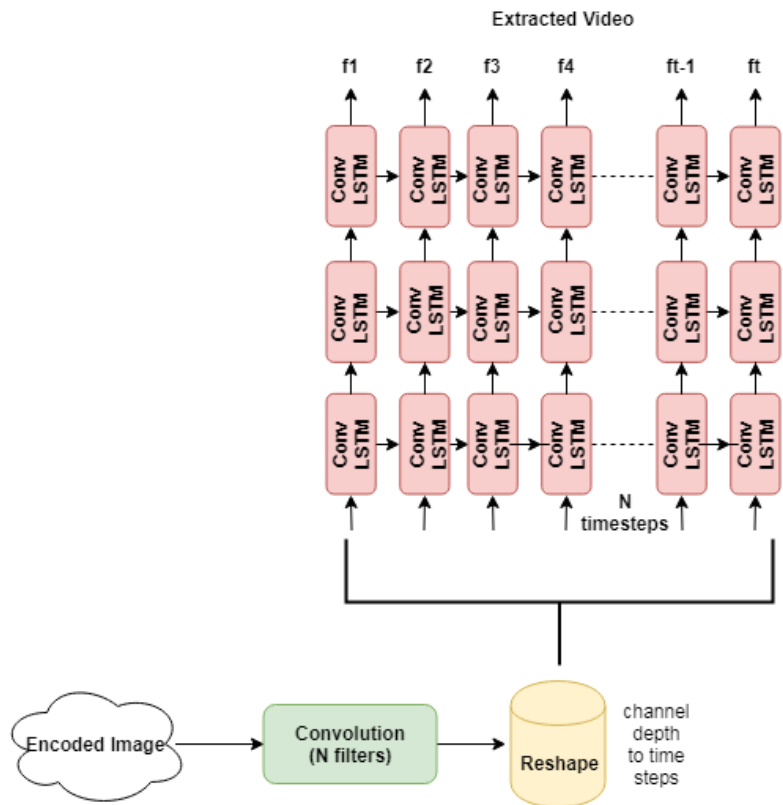 Extracted Video
f1 f2 f3 f4 ft-1 ft
Conv LSTM Conv LSTM Conv LSTM Conv LSTM Conv LSTM Conv LSTM
Conv LSTM Conv LSTM Conv LSTM Conv LSTM Conv LSTM Conv LSTM
Conv LSTM Conv LSTM Conv LSTM Conv LSTM Conv LSTM Conv LSTM
N
timesteps
Encoded Image
Convolution
(N filters)
Reshape
channel
depth
to time
steps